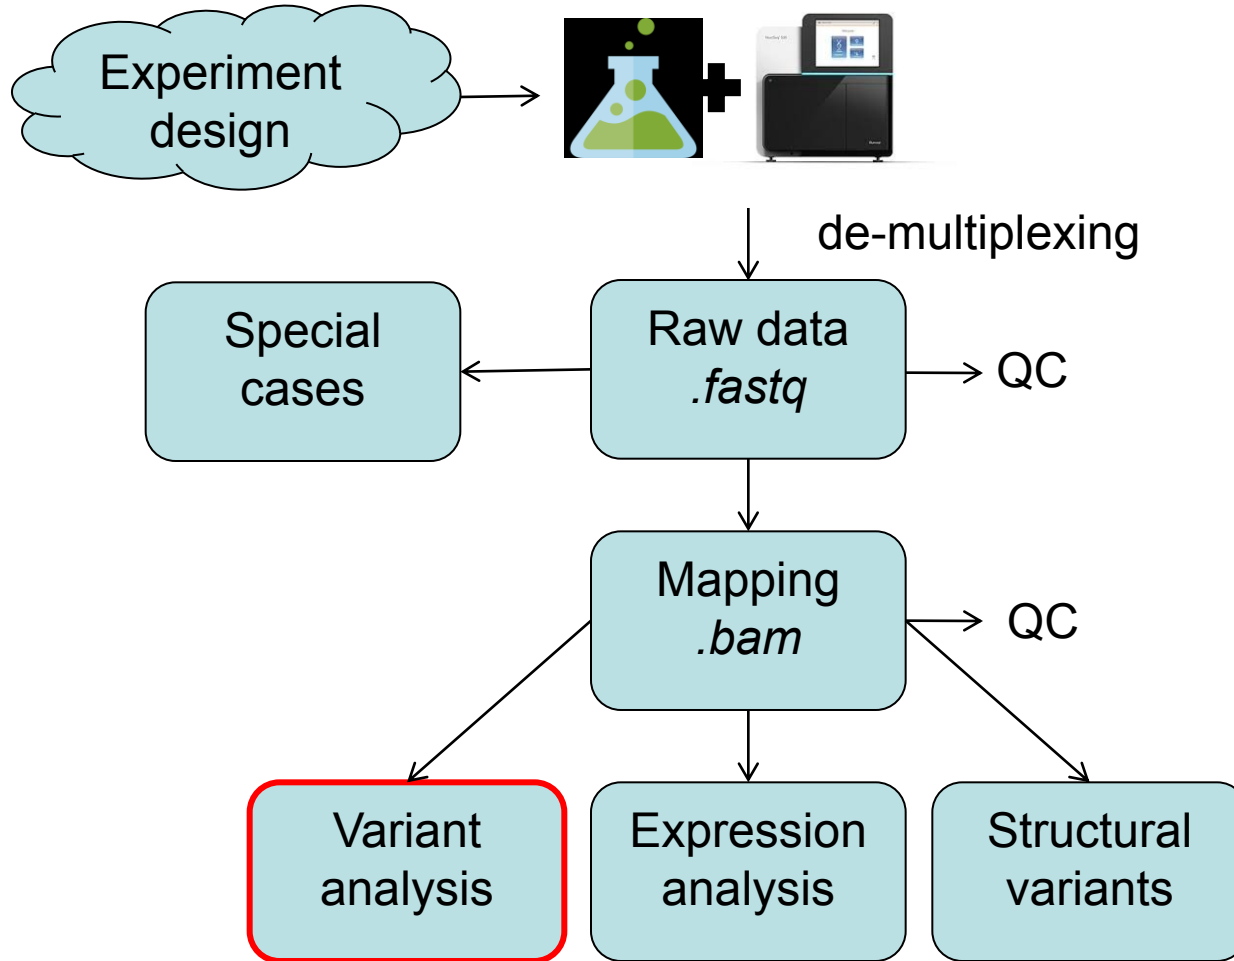 Experiment
design
de-multiplexing
Special
cases
Raw data
.fastq
QC
Mapping
.bam
QC
Variant
analysis
Expression
analysis
Structural
variants